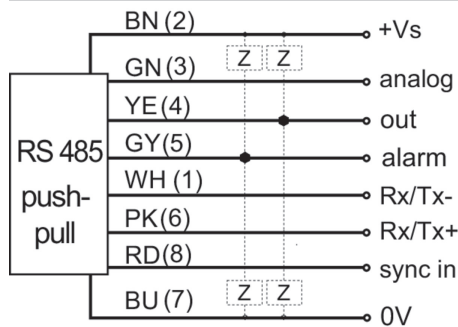 BN (2) +Vs
Z Z
GN (3) analog
YE (4) out
RS 485
push-
pull
GY (5) alarm
WH (1) Rx/Tx-
PK(6) Rx/Tx+
RD(8) sync in
Z Z
BU (7) 0V